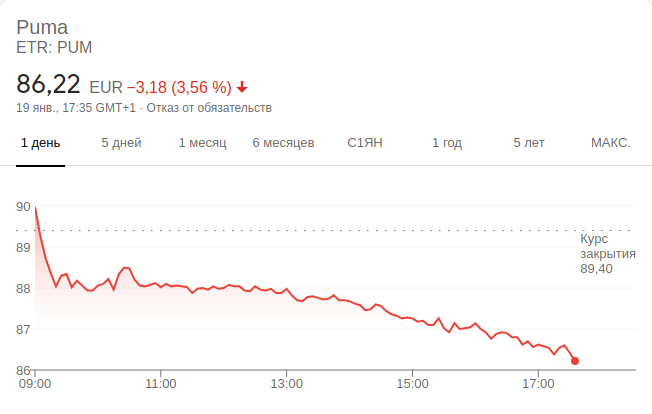 Puma
ETR: PUM
86,22 EUR −3,18 (3,56 %)
19 янв., 17:35 GMT+1 · Отказ от обязательств
1 день 5 дней 1 месяц 6 месяцев С1ЯН 1 год 5 лет МАКС.
90
89
88
87
86
Курс
закрытия
89,40
09:00 11:00 13:00 15:00 17:00